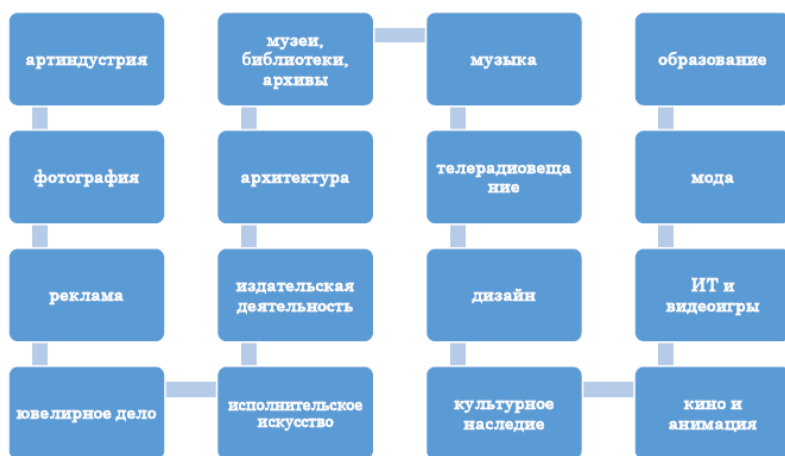 артиндустрия
фотография
реклама
ювелирное дело
исполнительское
искусство
издательская
деятельность
архитектура
музеи,
библиотеки,
архивы
музыка
телерадиовеща
ние
дизайн
культурное
наследие
кино и
анимация
ИТ и
видеоигры
мода
образование